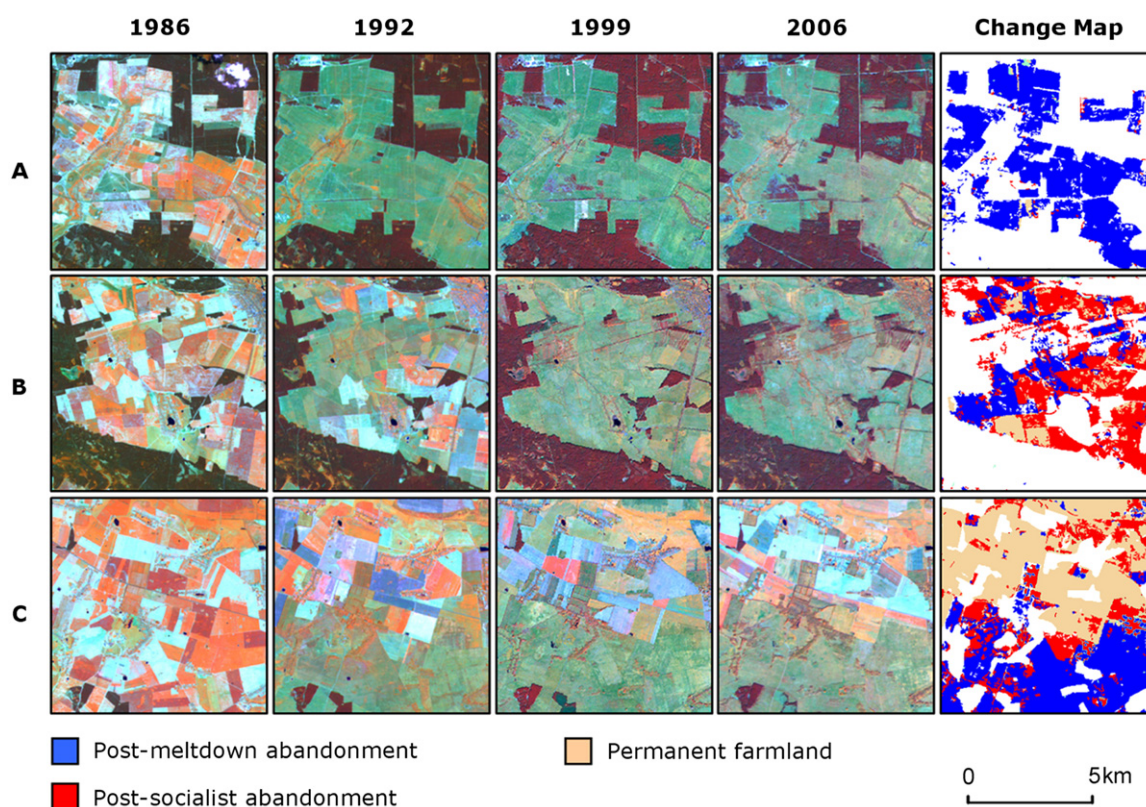 1986 1992 1999 2006 Change Map
A
B
C
Post-meltdown abandonment Permanent farmland
Post-socialist abandonment
0 5km